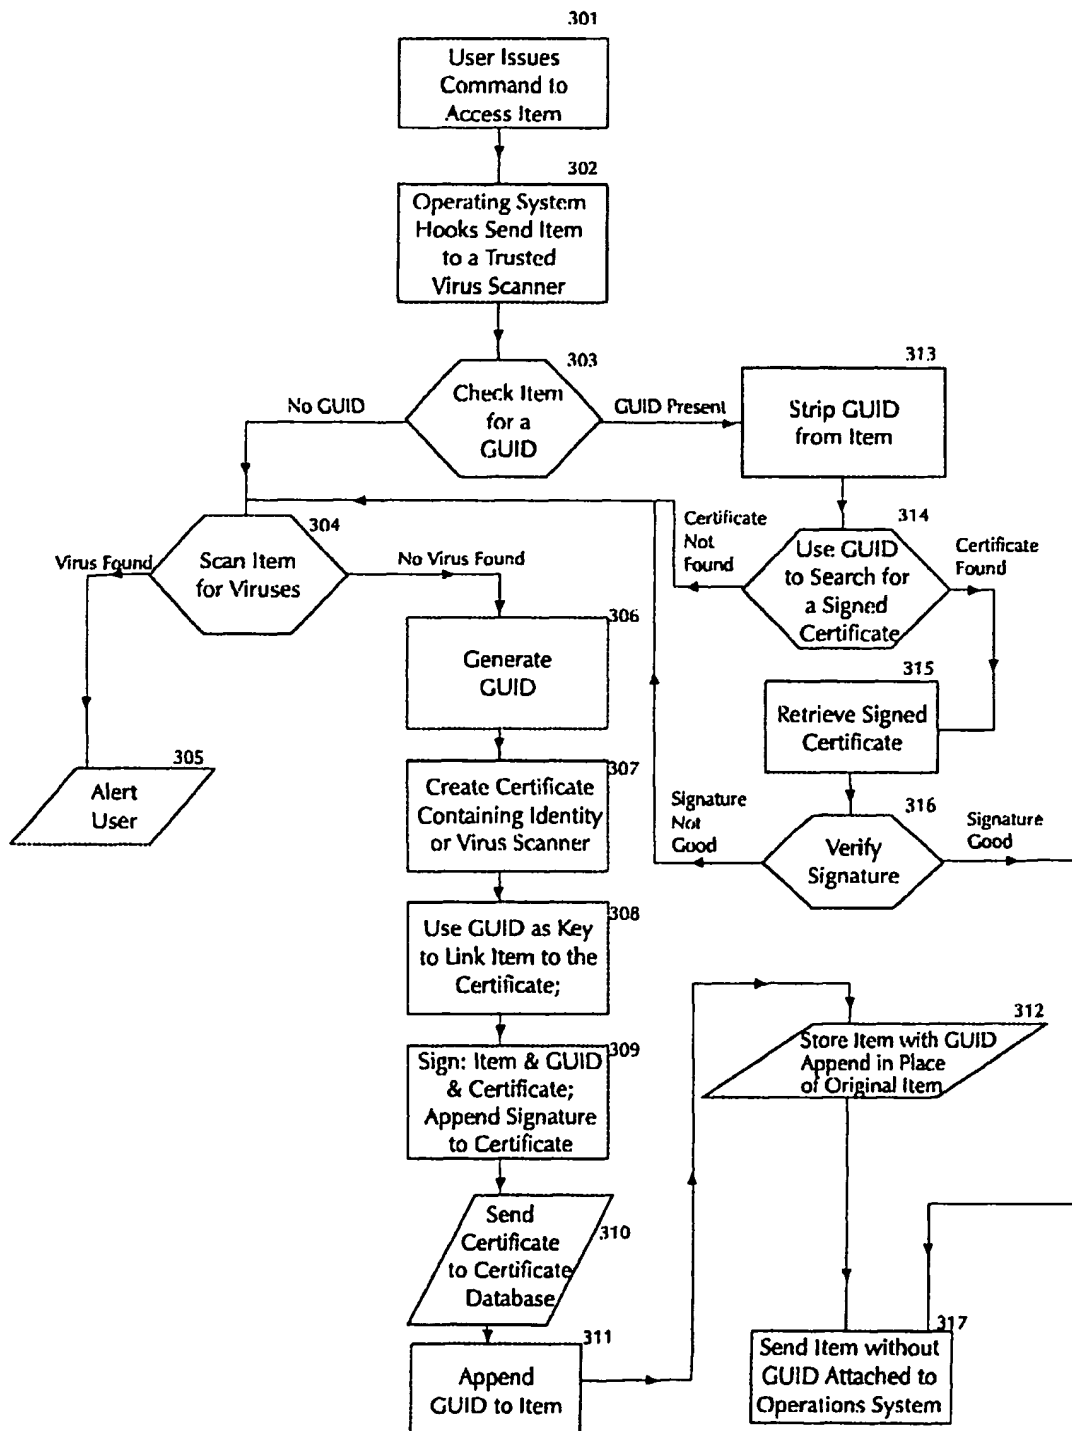 301
User Issues
Command to
Access Item
302
Operating System
Hooks Send Item
to a Trusted
Virus Scanner
303
Check Item
for a
GUID
No GUID
GUID Present
313
Strip GUID
from Item
304
Scan Item
for Viruses
Virus Found
No Virus Found
Certificate
Not
Found
314
Use GUID
to Search for
a Signed
Certificate
Certificate
Found
306
Generate
GUID
315
Retrieve Signed
Certificate
305
Alert
User
307
Create Certificate
Containing Identity
or Virus Scanner
Signature
Not
Good
316
Verify
Signature
Signature
Good
308
Use GUID as Key
to Link Item to the
Certificate;
309
Sign: Item & GUID
& Certificate;
Append Signature
to Certificate
312
Store Item with GUID
Append in Place
of Original Item
310
Send
Certificate
to Certificate
Database
311
Append
GUID to Item
317
Send Item without
GUID Attached to
Operations System